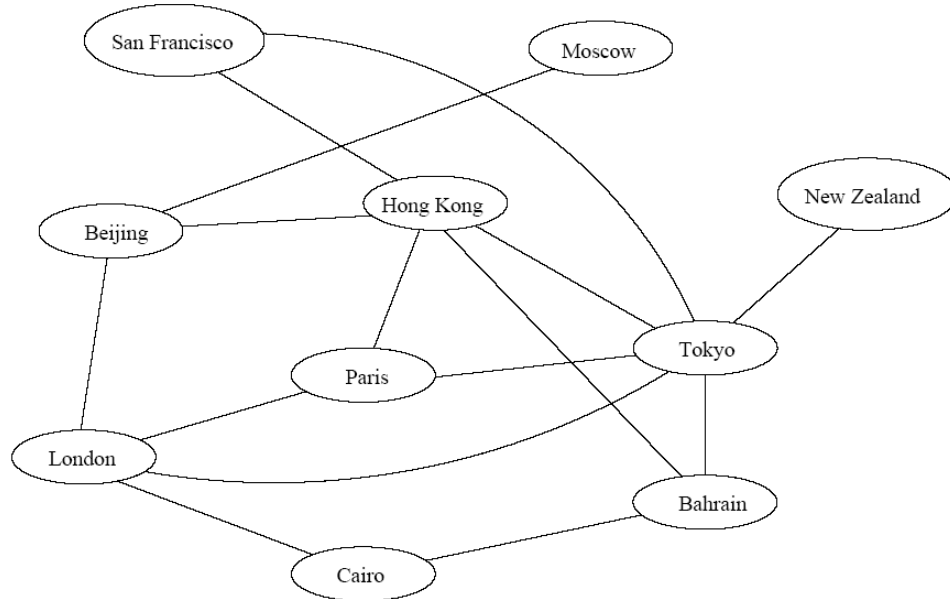 San Francisco
Moscow
New Zealand
Hong Kong
Beijing
Tokyo
Paris
London
Bahrain
Cairo